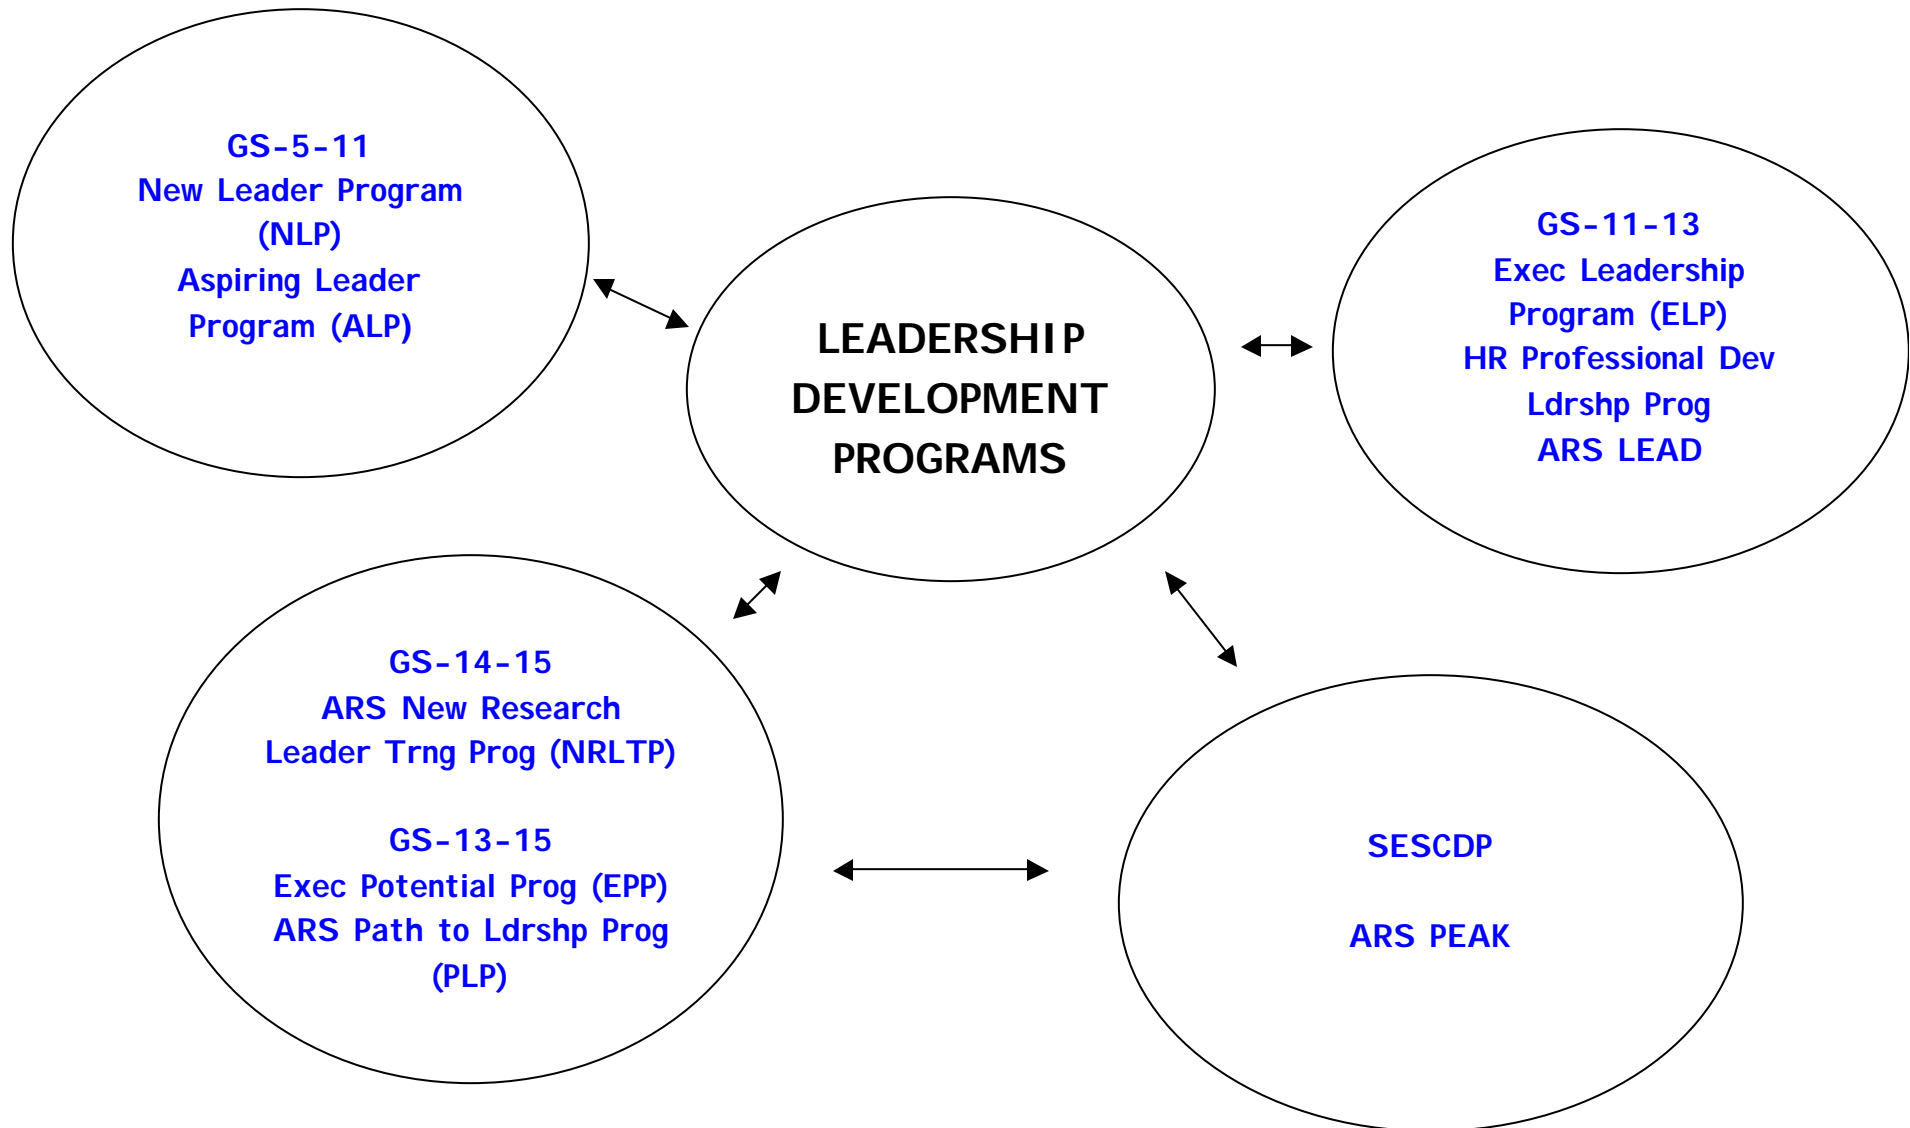 GS-5-11
New Leader Program
(NLP)
Aspiring Leader
Program (ALP)
LEADERSHIP
DEVELOPMENT
PROGRAMS
GS-11-13
Exec Leadership
Program (ELP)
HR Professional Dev
Ldrshp Prog
ARS LEAD
GS-14-15
ARS New Research
Leader Trng Prog (NRLTP)
GS-13-15
Exec Potential Prog (EPP)
ARS Path to Ldrshp Prog
(PLP)
SESCDP
ARS PEAK